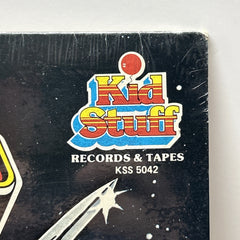 Kid
Stuff
RECORDS & TAPES
KSS 5042